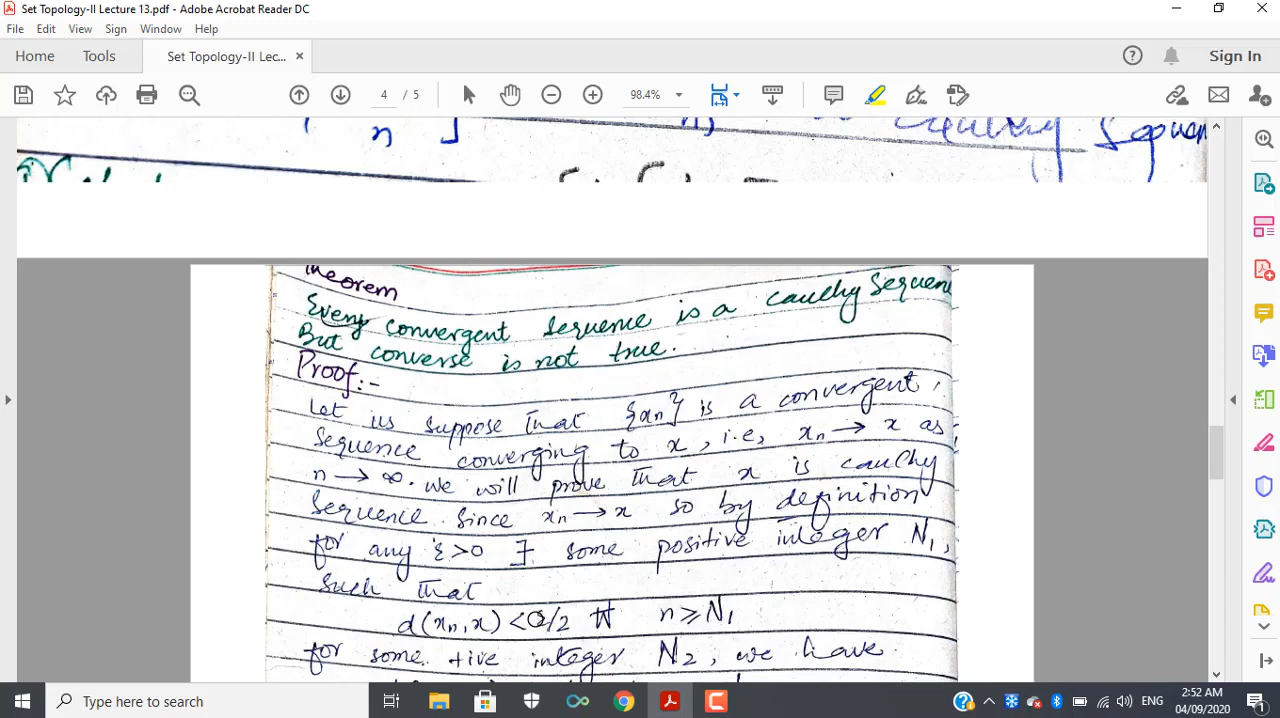 Set Topology-II Lecture 13.pdf - Adobe Acrobat Reader DC
File Edit View Sign Window Help
Home Tools Set Topology-II Lec... × Sign In
4 / 5 98.4%
n
Theorem
Every convergent Sequence is a cauchy Sequen
But converse is not true.
Proof:-
Let us suppose that {xn} is a convergent
Sequence converging to x, i.e, xn → x as
n → ∞. we will prove that x is cauchy
Sequence. Since xn → x so by definition
for any ε>0 ∃ some positive integer N1,
Such that
d(xn,x) < ε/2 ∀ n ≥ N1
for some +ive integer N2, we have
Type here to search
ENG
2:52 AM
04/09/2020
1